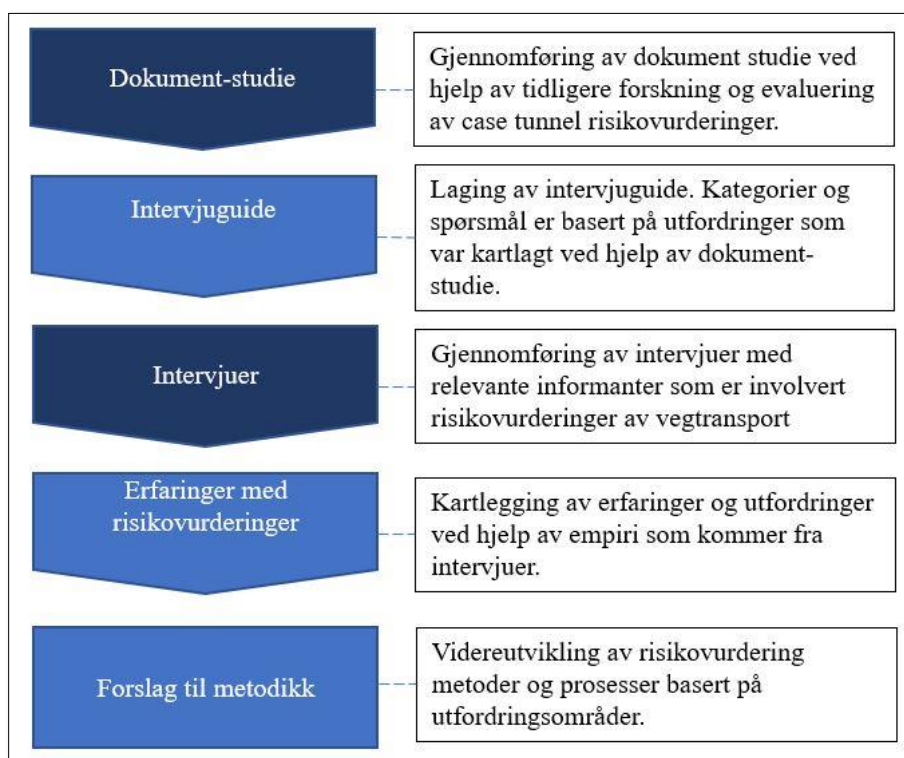 Dokument-studie
Gjennomføring av dokument studie ved
hjelp av tidligere forskning og evaluering
av case tunnel risikovurderinger.
Intervjuguide
Laging av intervjuguide. Kategorier og
spørsmål er basert på utfordringer som
var kartlagt ved hjelp av dokument-
studie.
Intervjuer
Gjennomføring av intervjuer med
relevante informanter som er involvert
risikovurderinger av vegtransport
Erfaringer med
risikovurderinger
Kartlegging av erfaringer og utfordringer
ved hjelp av empiri som kommer fra
intervjuer.
Forslag til metodikk
Videreutvikling av risikovurdering
metoder og prosesser basert på
utfordringsområder.